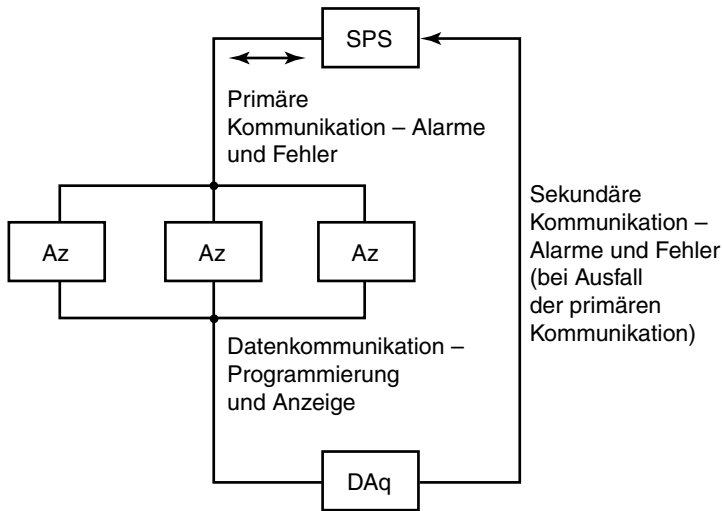 SPS
Primäre
Kommunikation – Alarme
und Fehler
Sekundäre
Kommunikation –
Alarme und Fehler
(bei Ausfall
der primären
Kommunikation)
Az
Az
Az
Datenkommunikation –
Programmierung
und Anzeige
DAq